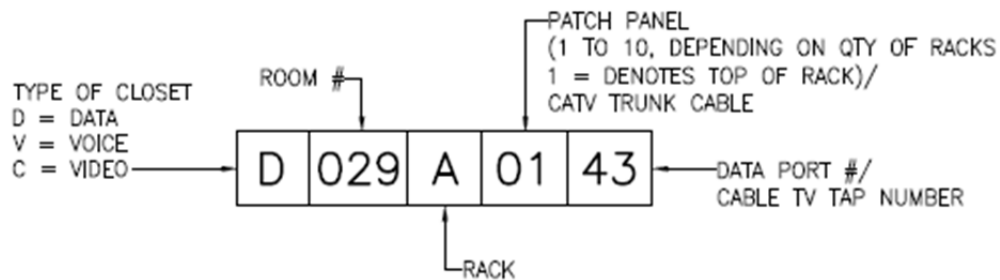 PATCH PANEL
(1 TO 10, DEPENDING ON QTY OF RACKS
1 = DENOTES TOP OF RACK)/
CATV TRUNK CABLE
ROOM #
TYPE OF CLOSET
D = DATA
V = VOICE
C = VIDEO
D 029 A 01 43
DATA PORT #/
CABLE TV TAP NUMBER
RACK